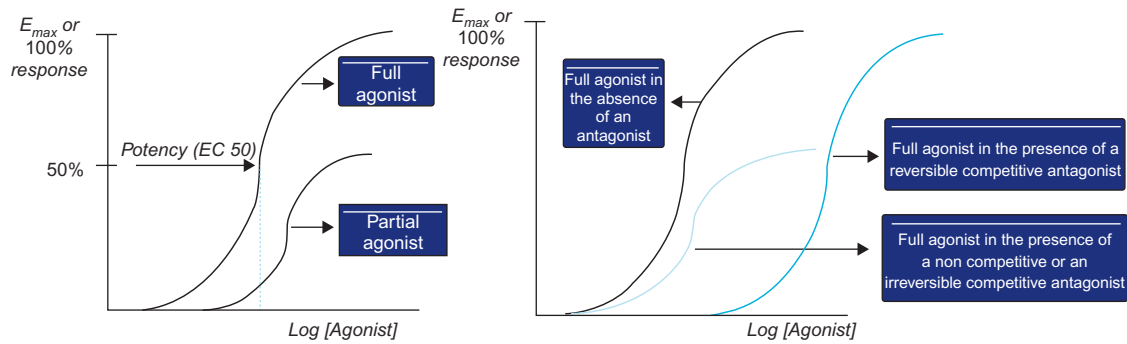 E_max or
100%
response
Full
agonist
Potency (EC 50)
50%
Partial
agonist
Log [Agonist]
E_max or
100%
response
Full agonist in
the absence
of an
antagonist
Full agonist in the presence of a
reversible competitive antagonist
Full agonist in the presence of
a non competitive or an
irreversible competitive antagonist
Log [Agonist]